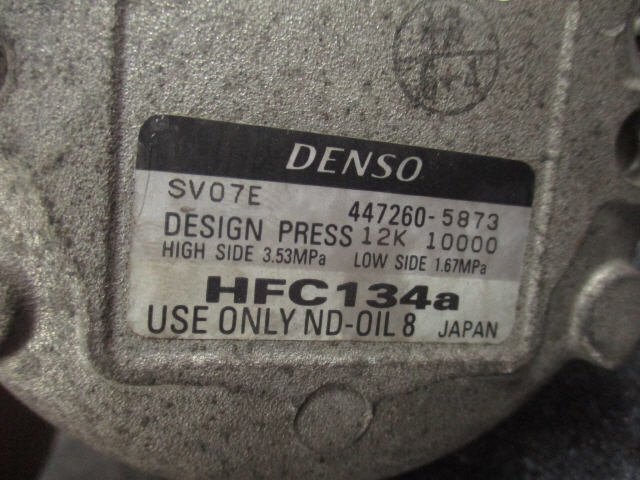 DENSO
SV07E
447260-5873
DESIGN PRESS 12K 10000
HIGH SIDE 3.53MPa LOW SIDE 1.67MPa
HFC134a
USE ONLY ND-OIL 8 JAPAN